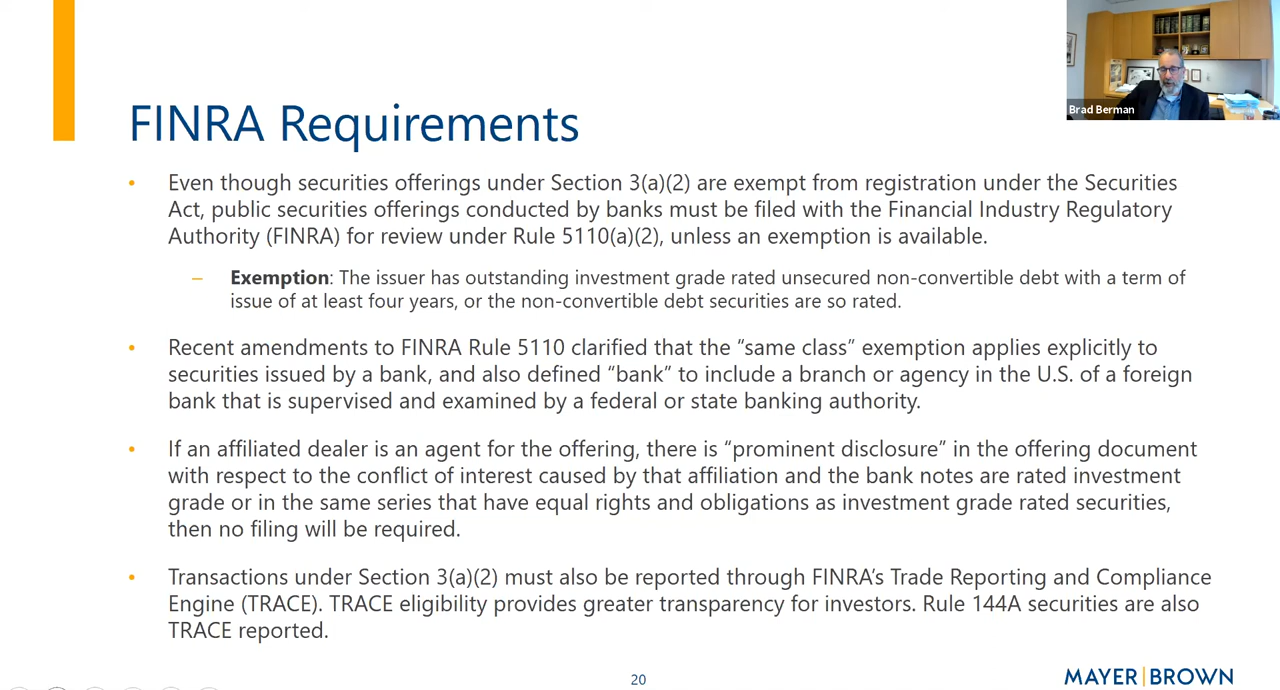 Brad Berman
FINRA Requirements
• Even though securities offerings under Section 3(a)(2) are exempt from registration under the Securities
Act, public securities offerings conducted by banks must be filed with the Financial Industry Regulatory
Authority (FINRA) for review under Rule 5110(a)(2), unless an exemption is available.
– Exemption: The issuer has outstanding investment grade rated unsecured non-convertible debt with a term of
issue of at least four years, or the non-convertible debt securities are so rated.
• Recent amendments to FINRA Rule 5110 clarified that the “same class” exemption applies explicitly to
securities issued by a bank, and also defined “bank” to include a branch or agency in the U.S. of a foreign
bank that is supervised and examined by a federal or state banking authority.
• If an affiliated dealer is an agent for the offering, there is “prominent disclosure” in the offering document
with respect to the conflict of interest caused by that affiliation and the bank notes are rated investment
grade or in the same series that have equal rights and obligations as investment grade rated securities,
then no filing will be required.
• Transactions under Section 3(a)(2) must also be reported through FINRA’s Trade Reporting and Compliance
Engine (TRACE). TRACE eligibility provides greater transparency for investors. Rule 144A securities are also
TRACE reported.
20
MAYER|BROWN